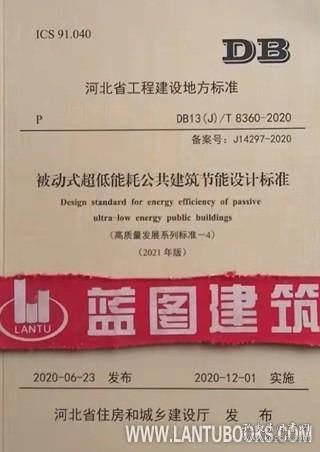 ICS 91.040
DB
河北省工程建设地方标准
P
DB13(J)/T 8360-2020
备案号：J14297-2020
被动式超低能耗公共建筑节能设计标准
Design standard for energy efficiency of passive
ultra-low energy public buildings
（高质量发展系列标准—4）
（2021 年版）
LANTU
蓝图建筑
2020-06-23 发布
2020-12-01 实施
河北省住房和城乡建设厅 发 布
WWW.LANTUBOOKS.COM